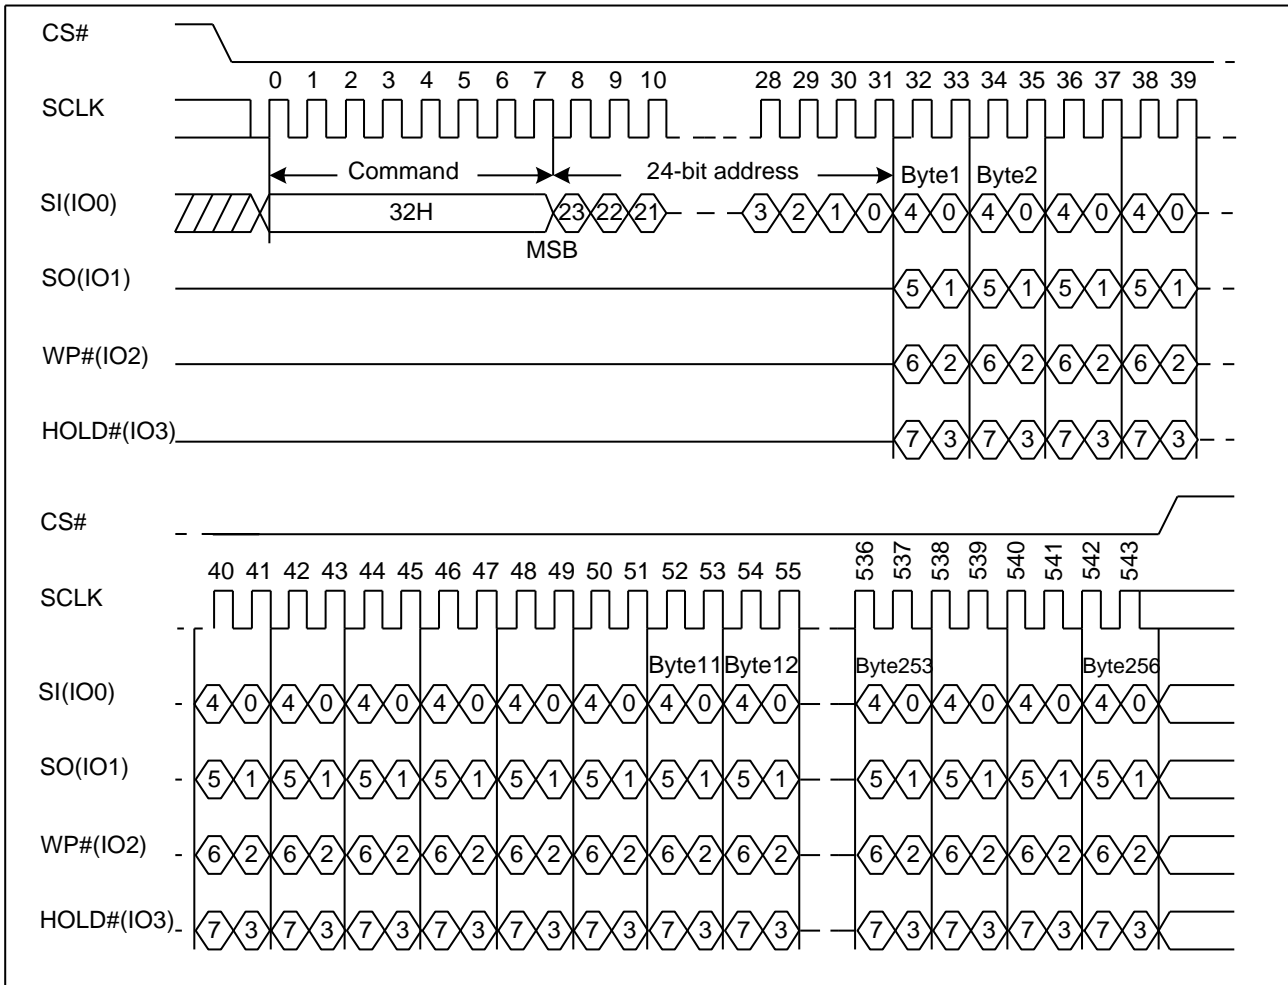 CS#
0 1 2 3 4 5 6 7 8 9 10 28 29 30 31 32 33 34 35 36 37 38 39
SCLK
Command 24-bit address Byte1 Byte2
SI(IO0) 32H 23 22 21 3 2 1 0 4 0 4 0 4 0 4 0
MSB
SO(IO1) 5 1 5 1 5 1 5 1
WP#(IO2) 6 2 6 2 6 2 6 2
HOLD#(IO3) 7 3 7 3 7 3 7 3
CS#
40 41 42 43 44 45 46 47 48 49 50 51 52 53 54 55 536 537 538 539 540 541 542 543
SCLK
Byte11 Byte12 Byte253 Byte256
SI(IO0) 4 0 4 0 4 0 4 0 4 0 4 0 4 0 4 0 4 0 4 0 4 0 4 0
SO(IO1) 5 1 5 1 5 1 5 1 5 1 5 1 5 1 5 1 5 1 5 1 5 1 5 1
WP#(IO2) 6 2 6 2 6 2 6 2 6 2 6 2 6 2 6 2 6 2 6 2 6 2 6 2
HOLD#(IO3) 7 3 7 3 7 3 7 3 7 3 7 3 7 3 7 3 7 3 7 3 7 3 7 3